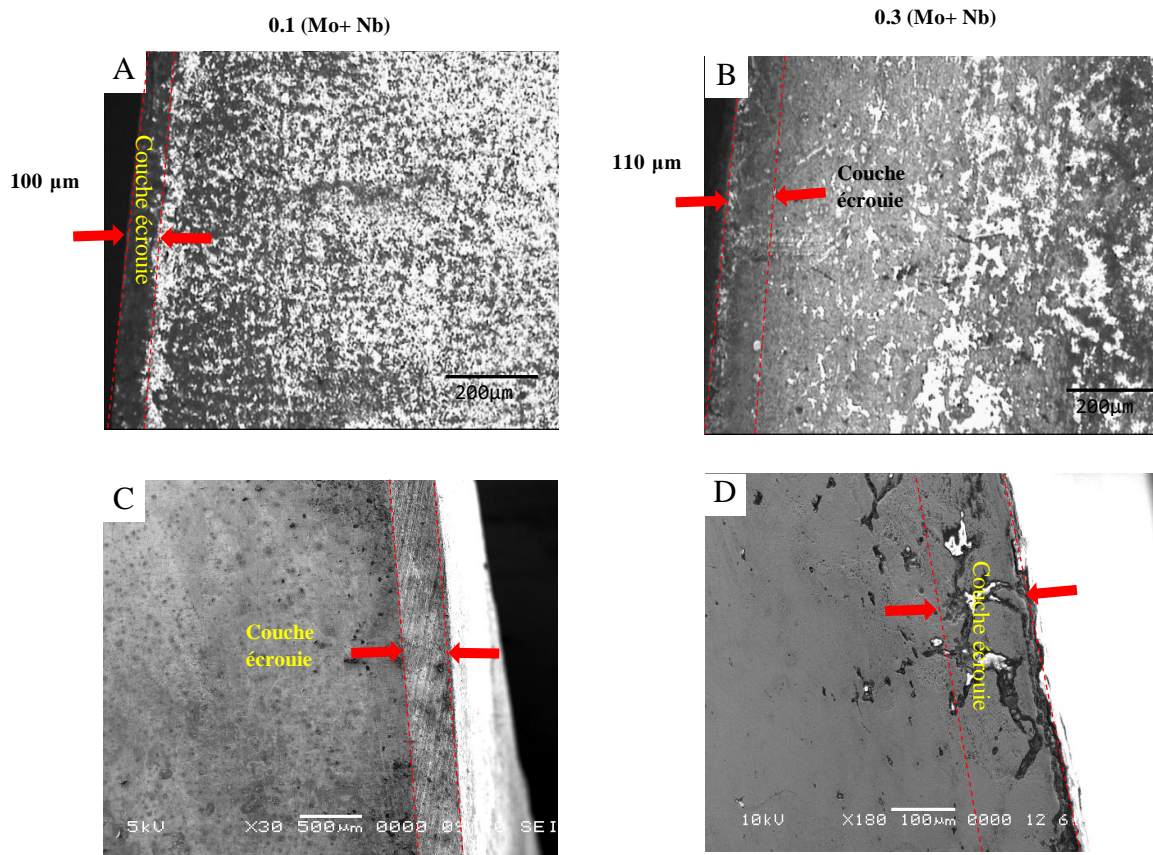 0.1 (Mo+ Nb)
0.3 (Mo+ Nb)
A
B
100 µm
110 µm
Couche écrouie
Couche
écrouie
200µm
200µm
C
D
Couche
écrouie
Couche écrouie
5kV X30 500µm 0000 SEI
10kV X180 100µm 0000 12 6